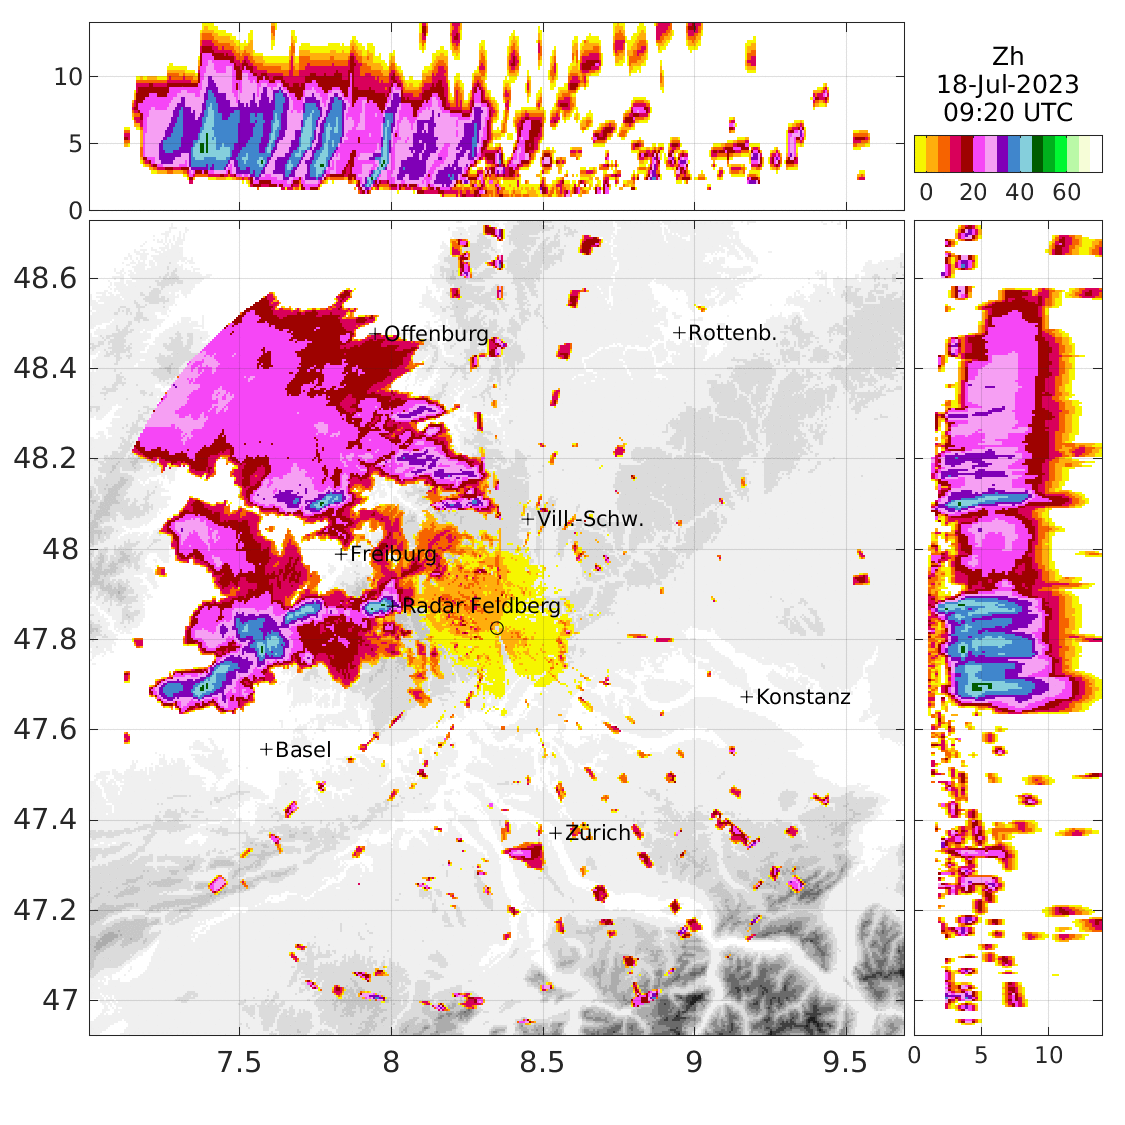 10
5
0
Zh
18-Jul-2023
09:20 UTC
0 20 40 60
48.6
48.4
48.2
48
47.8
47.6
47.4
47.2
47
+Offenburg
+Rottenb.
+Vill.-Schw.
+Freiburg
+Radar Feldberg
+Konstanz
+Basel
+Zürich
7.5 8 8.5 9 9.5
0 5 10